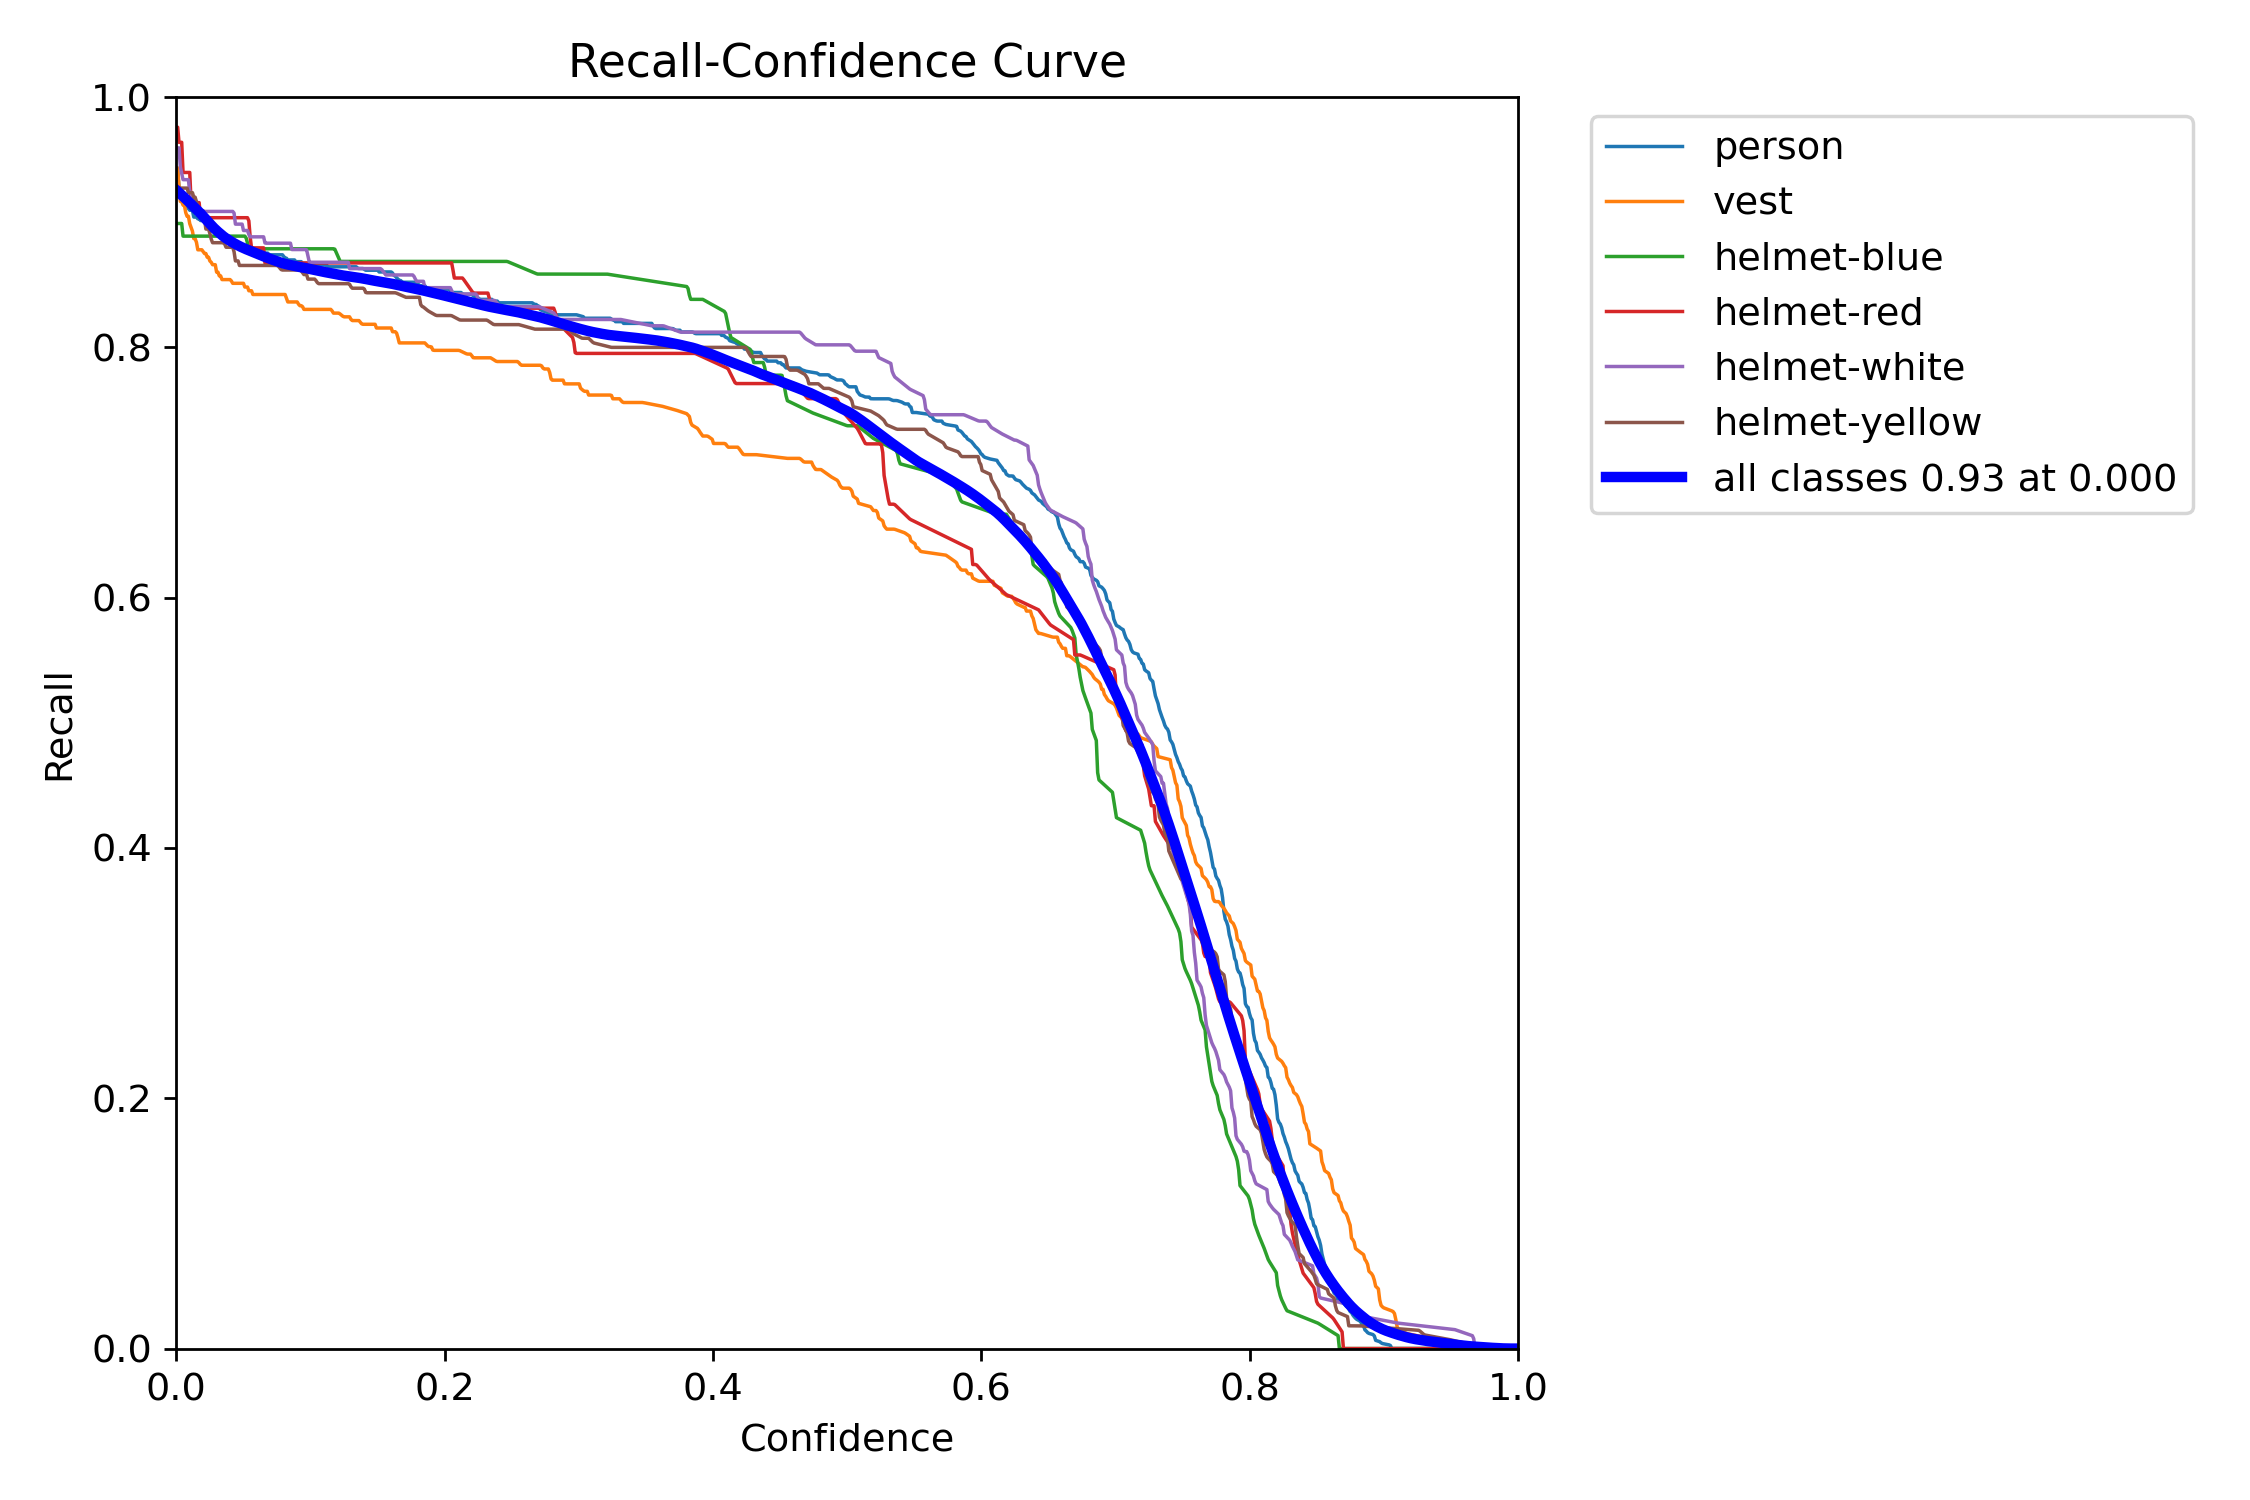 Recall-Confidence Curve
1.0
0.8
0.6
0.4
0.2
0.0
Recall
0.0 0.2 0.4 0.6 0.8 1.0
Confidence
person
vest
helmet-blue
helmet-red
helmet-white
helmet-yellow
all classes 0.93 at 0.000